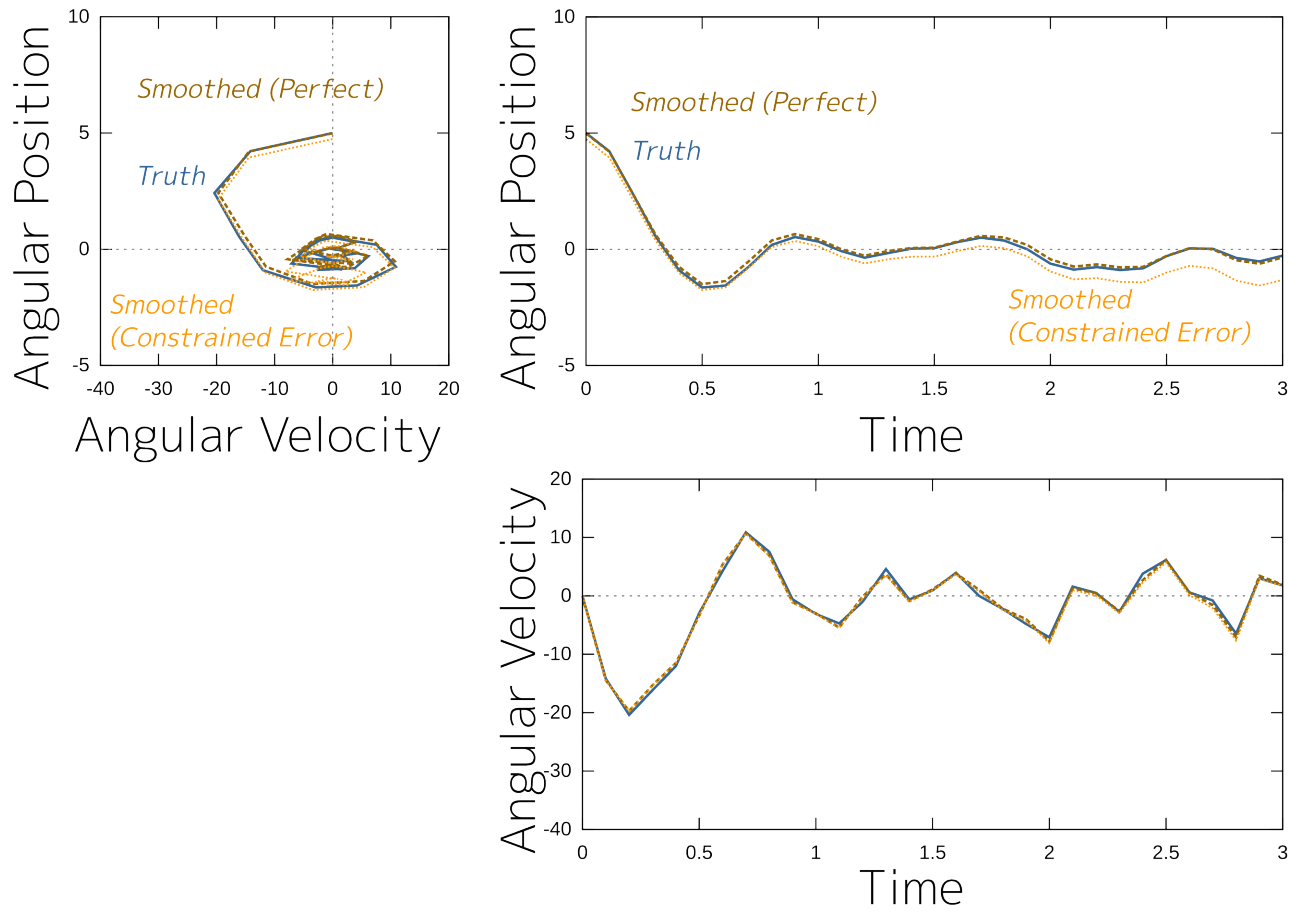 Angular Position
10
5
0
-5
Smoothed (Perfect)
Truth
Smoothed
(Constrained Error)
-40 -30 -20 -10 0 10 20
Angular Velocity
Angular Position
10
5
0
-5
Smoothed (Perfect)
Truth
Smoothed
(Constrained Error)
0 0.5 1 1.5 2 2.5 3
Time
Angular Velocity
20
10
0
-10
-20
-30
-40
0 0.5 1 1.5 2 2.5 3
Time